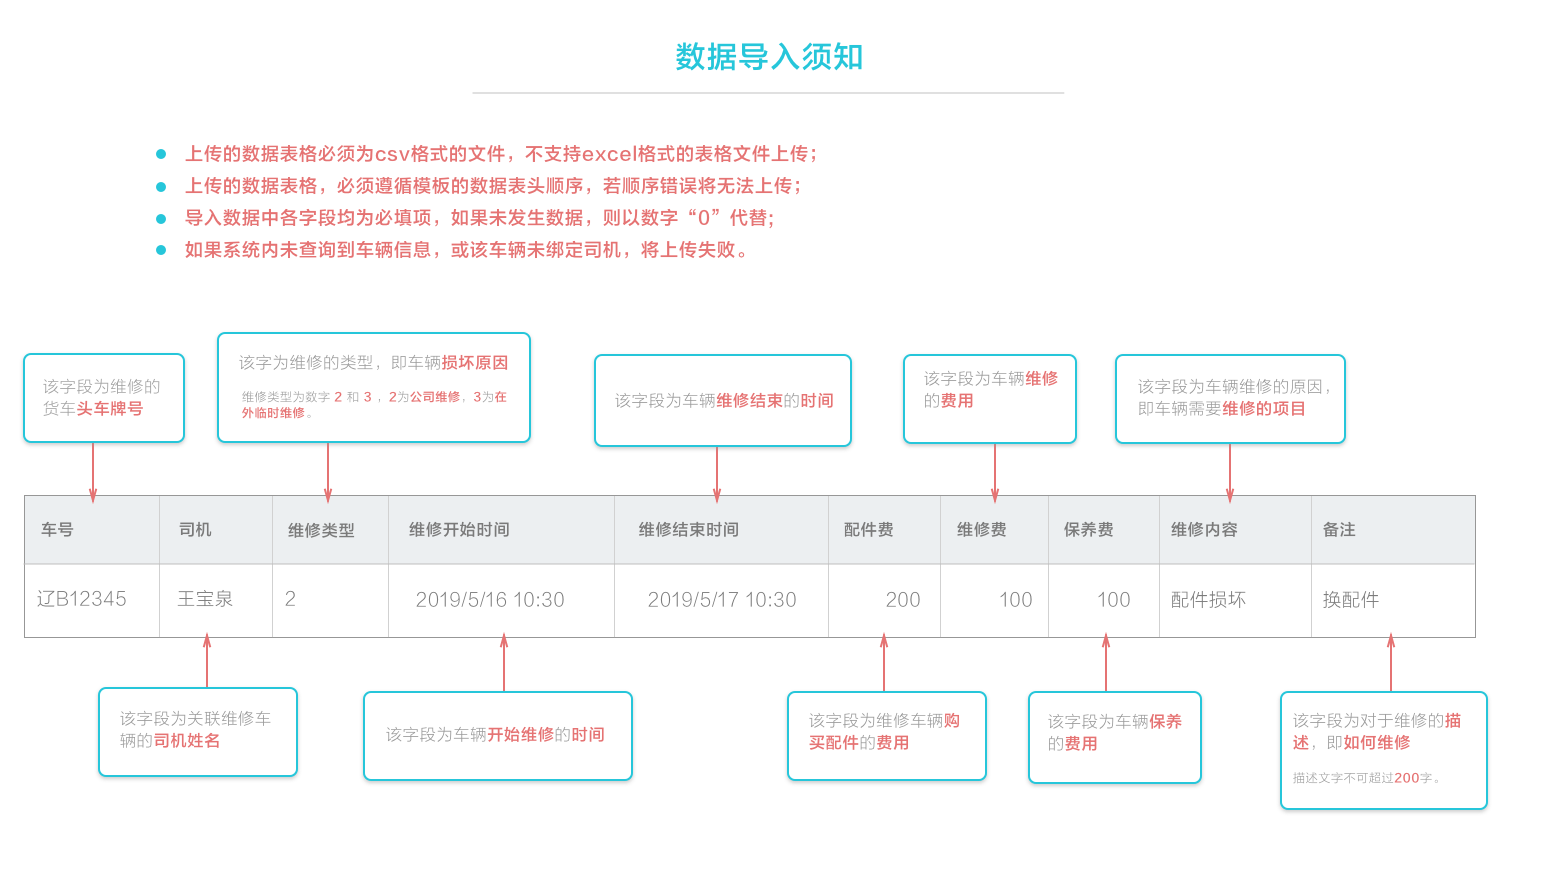 数据导入须知
上传的数据表格必须为csv格式的文件，不支持excel格式的表格文件上传；
上传的数据表格，必须遵循模板的数据表头顺序，若顺序错误将无法上传；
导入数据中各字段均为必填项，如果未发生数据，则以数字“0”代替；
如果系统内未查询到车辆信息，或该车辆未绑定司机，将上传失败。
该字段为维修的
货车头车牌号
该字为维修的类型，即车辆损坏原因
维修类型为数字 2 和 3 ，2为公司维修，3为在
外临时维修。
该字段为车辆维修结束的时间
该字段为车辆维修
的费用
该字段为车辆维修的原因，
即车辆需要维修的项目
车号 司机 维修类型 维修开始时间 维修结束时间 配件费 维修费 保养费 维修内容 备注
辽B12345 王宝泉 2 2019/5/16 10:30 2019/5/17 10:30 200 100 100 配件损坏 换配件
该字段为关联维修车
辆的司机姓名
该字段为车辆开始维修的时间
该字段为维修车辆购
买配件的费用
该字段为车辆保养
的费用
该字段为对于维修的描
述，即如何维修
描述文字不可超过200字。